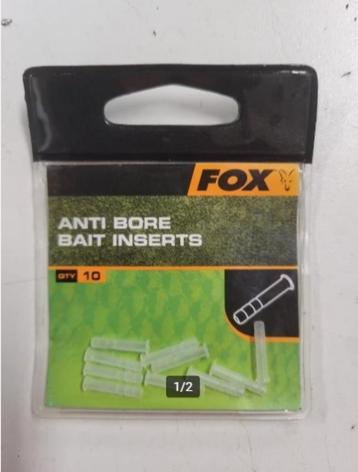 FOX
ANTI BORE
BAIT INSERTS
QTY 10
1/2